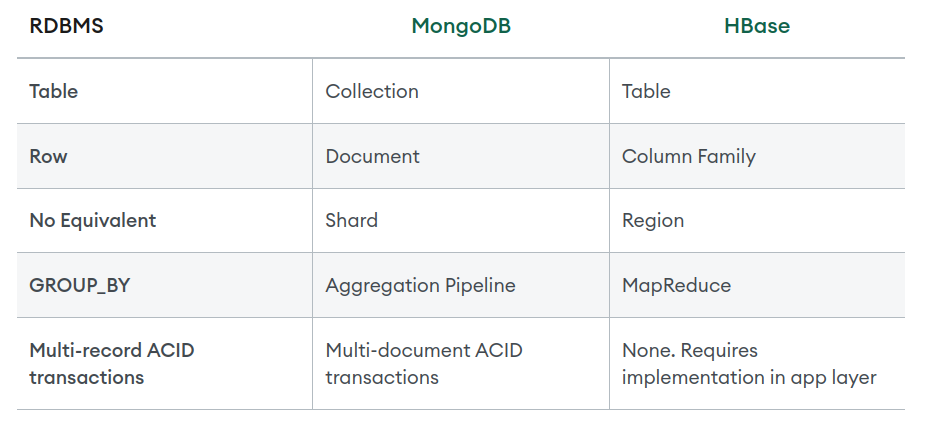 RDBMS MongoDB HBase
Table Collection Table
Row Document Column Family
No Equivalent Shard Region
GROUP_BY Aggregation Pipeline MapReduce
Multi-record ACID Multi-document ACID None. Requires
transactions transactions implementation in app layer